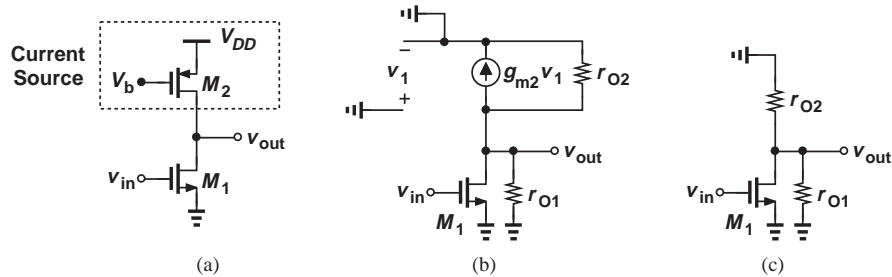 Current
Source
V_DD
V_b
M_2
v_out
v_in
M_1
(a)
−
v_1
+
g_m2 v_1
r_O2
v_out
v_in
M_1
r_O1
(b)
r_O2
v_out
v_in
M_1
r_O1
(c)